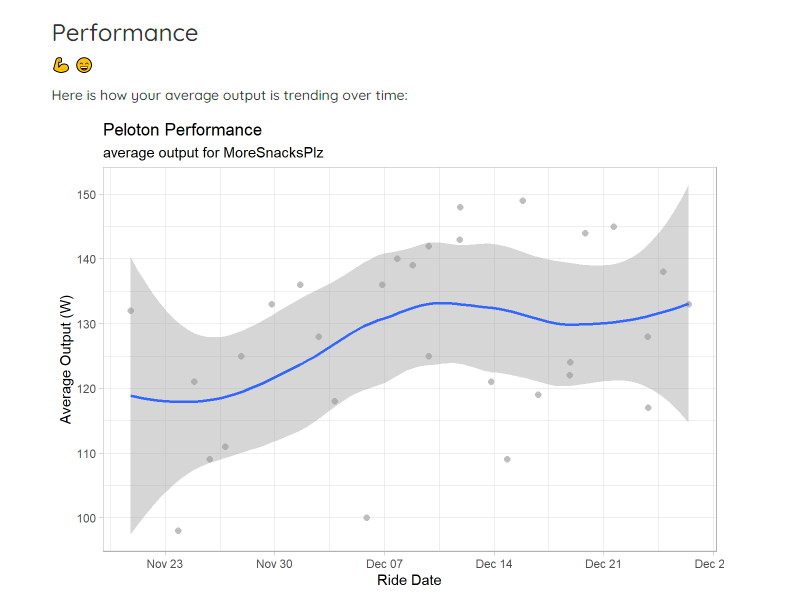 Performance
💪 😄
Here is how your average output is trending over time:
Peloton Performance
average output for MoreSnacksPlz
150
140
130
120
110
100
Average Output (W)
Nov 23 Nov 30 Dec 07 Dec 14 Dec 21 Dec 2
Ride Date